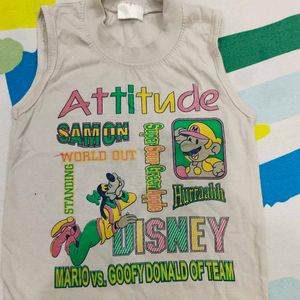 Attitude
SAMON
WORLD OUT
STANDING
Hurraahh
DISNEY
MARIO vs. GOOFY DONALD OF TEAM